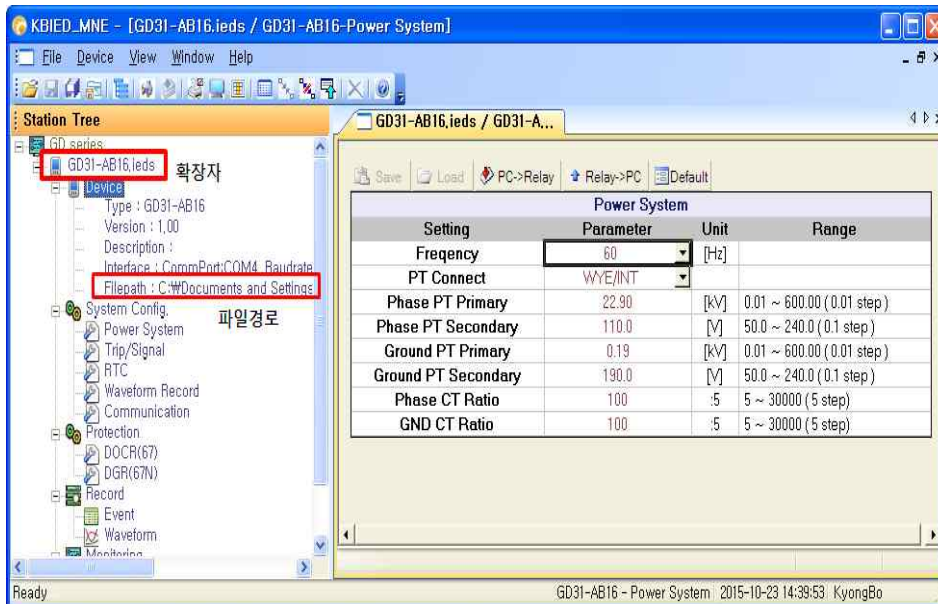 KBIED_MNE - [GD31-AB16.ieds / GD31-AB16-Power System]
File Device View Window Help
Station Tree
GD series
GD31-AB16.ieds
확장자
Device
Type : GD31-AB16
Version : 1,00
Description :
Interface : CommPort:COM4, Baudrate
Filepath : C:₩Documents and Settings
파일경로
System Config,
Power System
Trip/Signal
RTC
Waveform Record
Communication
Protection
DOCR(67)
DGR(67N)
Record
Event
Waveform
Monitoring
GD31-AB16,ieds / GD31-A...
Save Load PC->Relay Relay->PC Default
Power System
Setting Parameter Unit Range
Freqency 60 [Hz]
PT Connect WYE/INT
Phase PT Primary 22.90 [kV] 0.01 ~ 600.00 ( 0.01 step )
Phase PT Secondary 110.0 [V] 50.0 ~ 240.0 ( 0.1 step )
Ground PT Primary 0.19 [kV] 0.01 ~ 600.00 ( 0.01 step )
Ground PT Secondary 190.0 [V] 50.0 ~ 240.0 ( 0.1 step )
Phase CT Ratio 100 :5 5 ~ 30000 ( 5 step)
GND CT Ratio 100 :5 5 ~ 30000 ( 5 step)
Ready
GD31-AB16 - Power System 2015-10-23 14:39:53 KyongBo